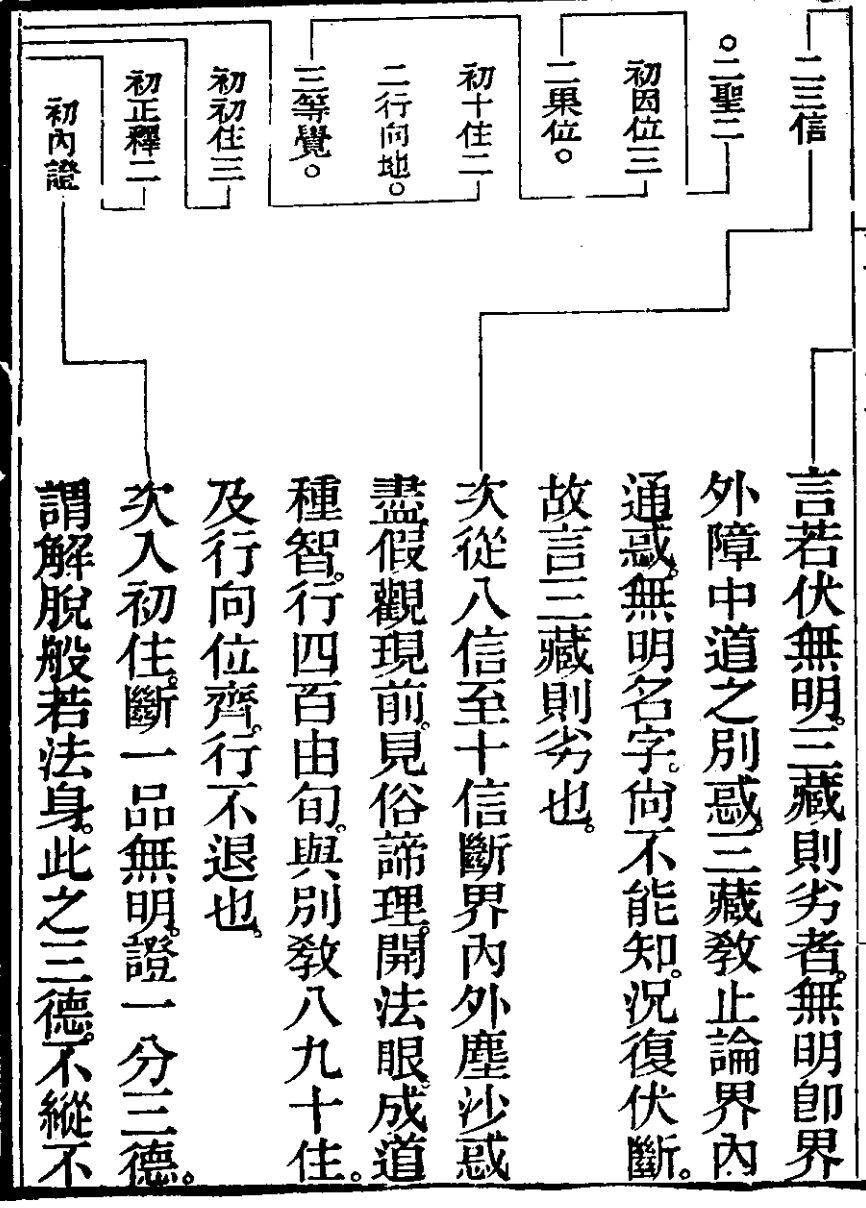 二三信
。二聖二
初因位三
二果位。
初十住二
二行向地。
三等覺。
初初住三
初正釋二
初內證
言若伏無明。三藏則劣者。無明即界
外障中道之別惑。三藏教止論界內
通惑。無明名字。尚不能知。況復伏斷。
故言三藏則劣也。
次從八信至十信斷界內外塵沙惑
盡。假觀現前。見俗諦理。開法眼。成道
種智。行四百由旬。與別教八九十住。
及行向位齊。行不退也。
次入初住。斷一品無明。證一分三德。
謂解脫般若法身。此之三德。不縱不